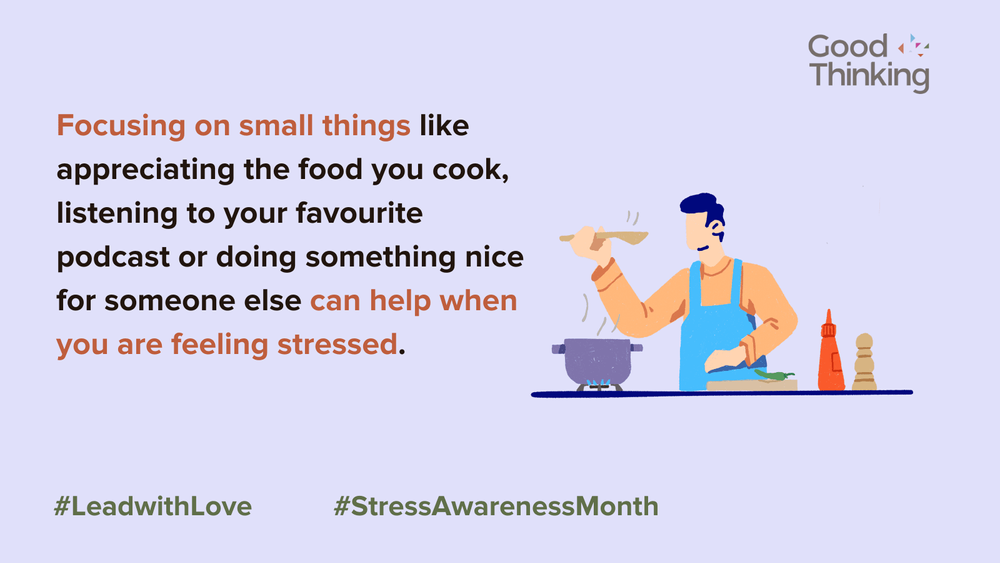 Good
Thinking
Focusing on small things like
appreciating the food you cook,
listening to your favourite
podcast or doing something nice
for someone else can help when
you are feeling stressed.
#LeadwithLove
#StressAwarenessMonth